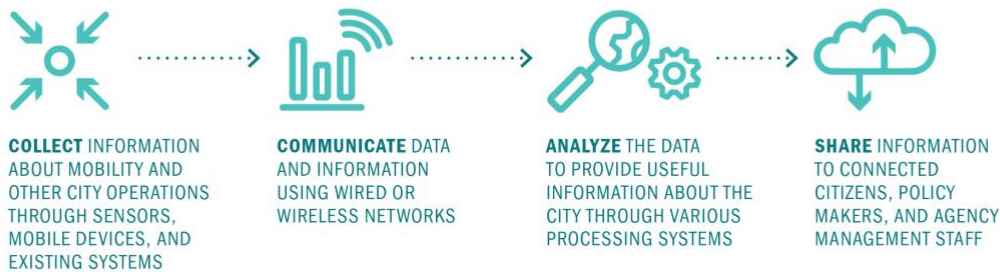 COLLECT INFORMATION
ABOUT MOBILITY AND
OTHER CITY OPERATIONS
THROUGH SENSORS,
MOBILE DEVICES, AND
EXISTING SYSTEMS
COMMUNICATE DATA
AND INFORMATION
USING WIRED OR
WIRELESS NETWORKS
ANALYZE THE DATA
TO PROVIDE USEFUL
INFORMATION ABOUT THE
CITY THROUGH VARIOUS
PROCESSING SYSTEMS
SHARE INFORMATION
TO CONNECTED
CITIZENS, POLICY
MAKERS, AND AGENCY
MANAGEMENT STAFF